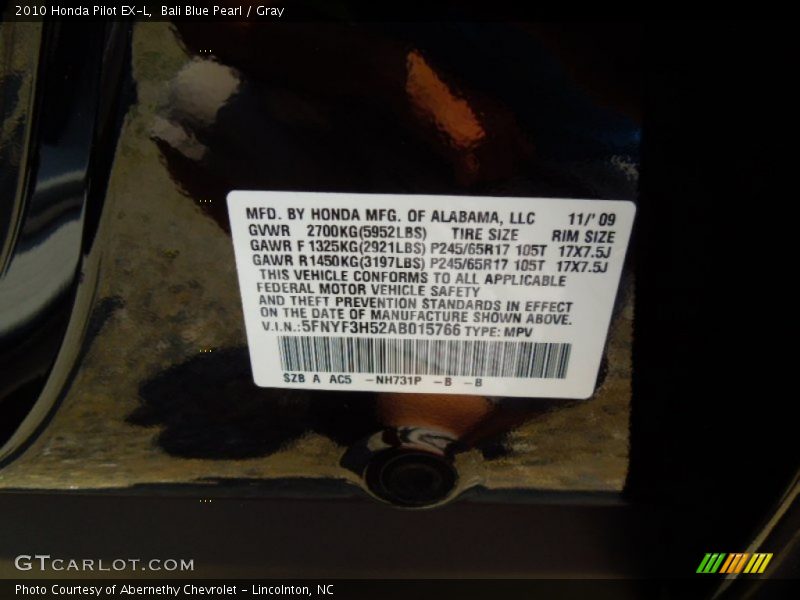 2010 Honda Pilot EX-L, Bali Blue Pearl / Gray
MFD. BY HONDA MFG. OF ALABAMA, LLC 11/' 09
GVWR 2700KG(5952LBS) TIRE SIZE RIM SIZE
GAWR F 1325KG(2921LBS) P245/65R17 105T 17X7.5J
GAWR R1450KG(3197LBS) P245/65R17 105T 17X7.5J
THIS VEHICLE CONFORMS TO ALL APPLICABLE
FEDERAL MOTOR VEHICLE SAFETY
AND THEFT PREVENTION STANDARDS IN EFFECT
ON THE DATE OF MANUFACTURE SHOWN ABOVE.
V.I.N.:5FNYF3H52AB015766 TYPE: MPV
SZB A AC5 -NH731P -B -B
GTCARLOT.COM
Photo Courtesy of Abernethy Chevrolet - Lincolnton, NC